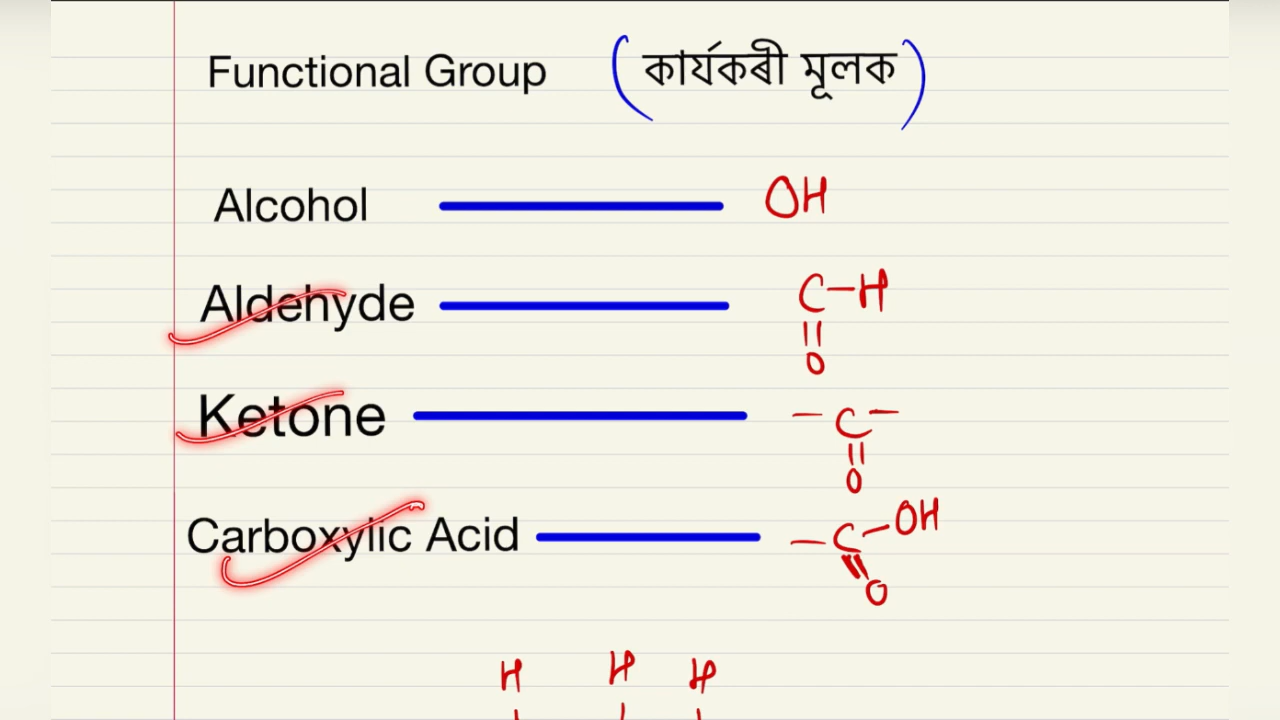 Functional Group (কাৰ্যকৰী মূলক)
Alcohol — OH
Aldehyde — C-H
||
O
Ketone — -C-
||
O
Carboxylic Acid — -C-OH
||
O
H H H